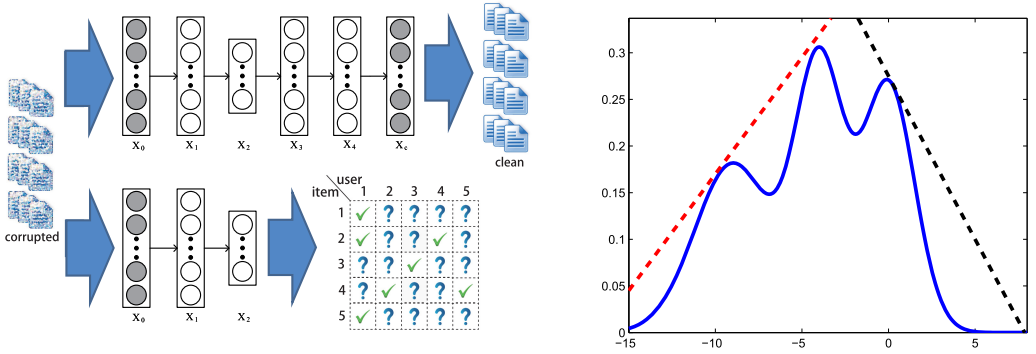 X₀ X₁ X₂ X₃ X₄ X꜀
clean
corrupted
X₀ X₁ X₂
user
item 1 2 3 4 5
1 ✓ ? ? ? ?
2 ✓ ? ? ✓ ?
3 ? ? ✓ ? ?
4 ? ✓ ? ? ✓
5 ✓ ? ? ? ?
0.3
0.25
0.2
0.15
0.1
0.05
0
−15 −10 −5 0 5